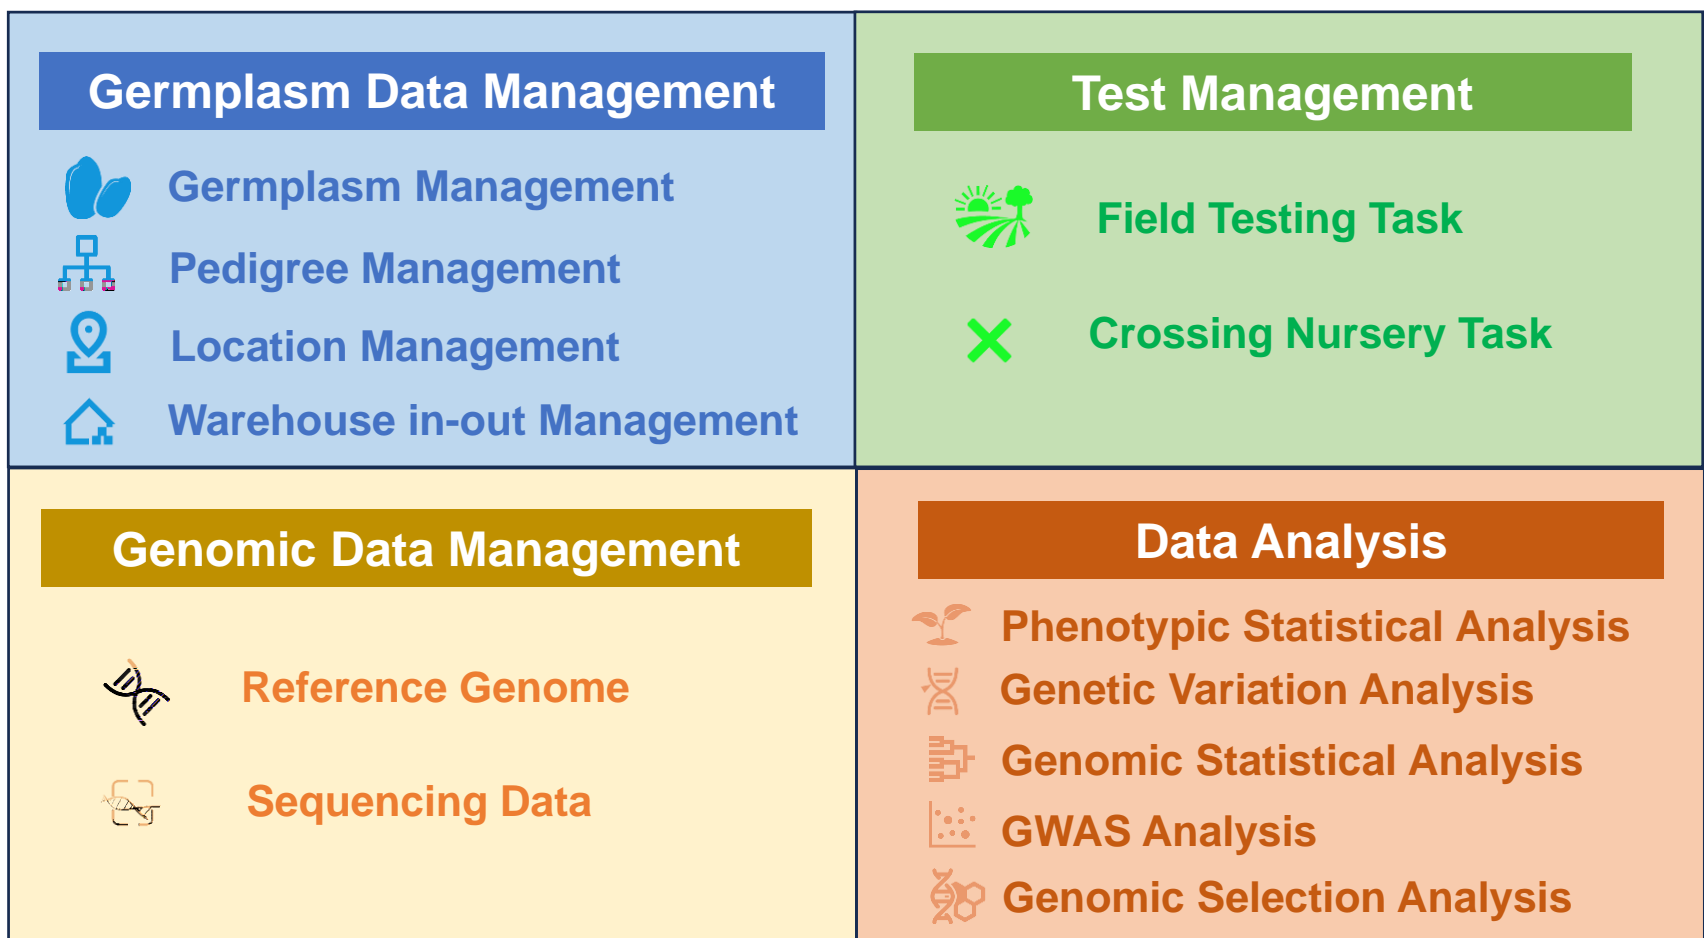 Germplasm Data Management
Germplasm Management
Pedigree Management
Location Management
Warehouse in-out Management
Test Management
Field Testing Task
Crossing Nursery Task
Genomic Data Management
Reference Genome
Sequencing Data
Data Analysis
Phenotypic Statistical Analysis
Genetic Variation Analysis
Genomic Statistical Analysis
GWAS Analysis
Genomic Selection Analysis